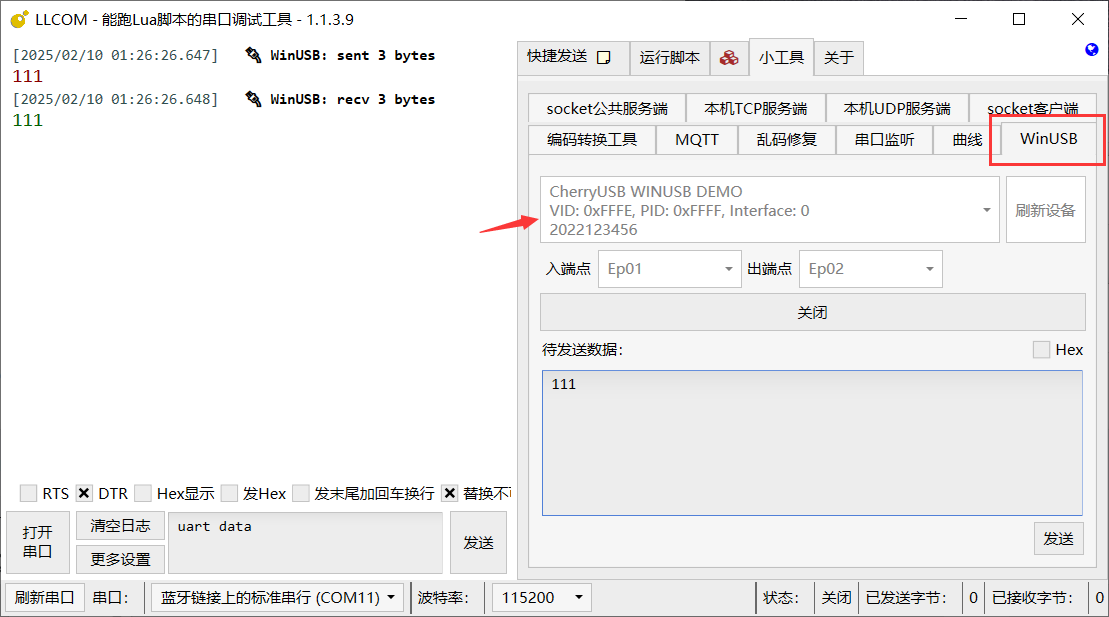 LLCOM - 能跑Lua脚本的串口调试工具 - 1.1.3.9
[2025/02/10 01:26:26.647] WinUSB: sent 3 bytes
111
[2025/02/10 01:26:26.648] WinUSB: recv 3 bytes
111
快捷发送 运行脚本 小工具 关于
socket公共服务端 本机TCP服务端 本机UDP服务端 socket客户端
编码转换工具 MQTT 乱码修复 串口监听 曲线 WinUSB
CherryUSB WINUSB DEMO
VID: 0xFFFE, PID: 0xFFFF, Interface: 0
2022123456
刷新设备
入端点 Ep01 出端点 Ep02
关闭
待发送数据: Hex
111
发送
RTS DTR Hex显示 发Hex 发末尾加回车换行 替换不
打开
串口
清空日志
更多设置
uart data
发送
刷新串口 串口: 蓝牙链接上的标准串行 (COM11) 波特率: 115200 状态: 关闭 已发送字节: 0 已接收字节: 0